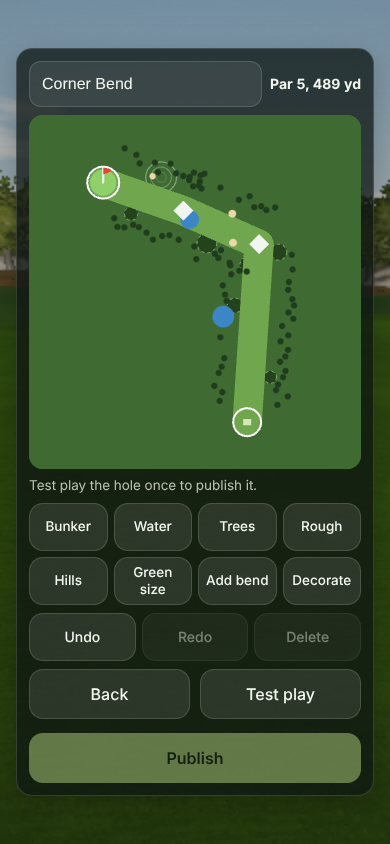 Corner Bend
Par 5, 489 yd
Test play the hole once to publish it.
Bunker
Water
Trees
Rough
Hills
Green
size
Add bend
Decorate
Undo
Redo
Delete
Back
Test play
Publish